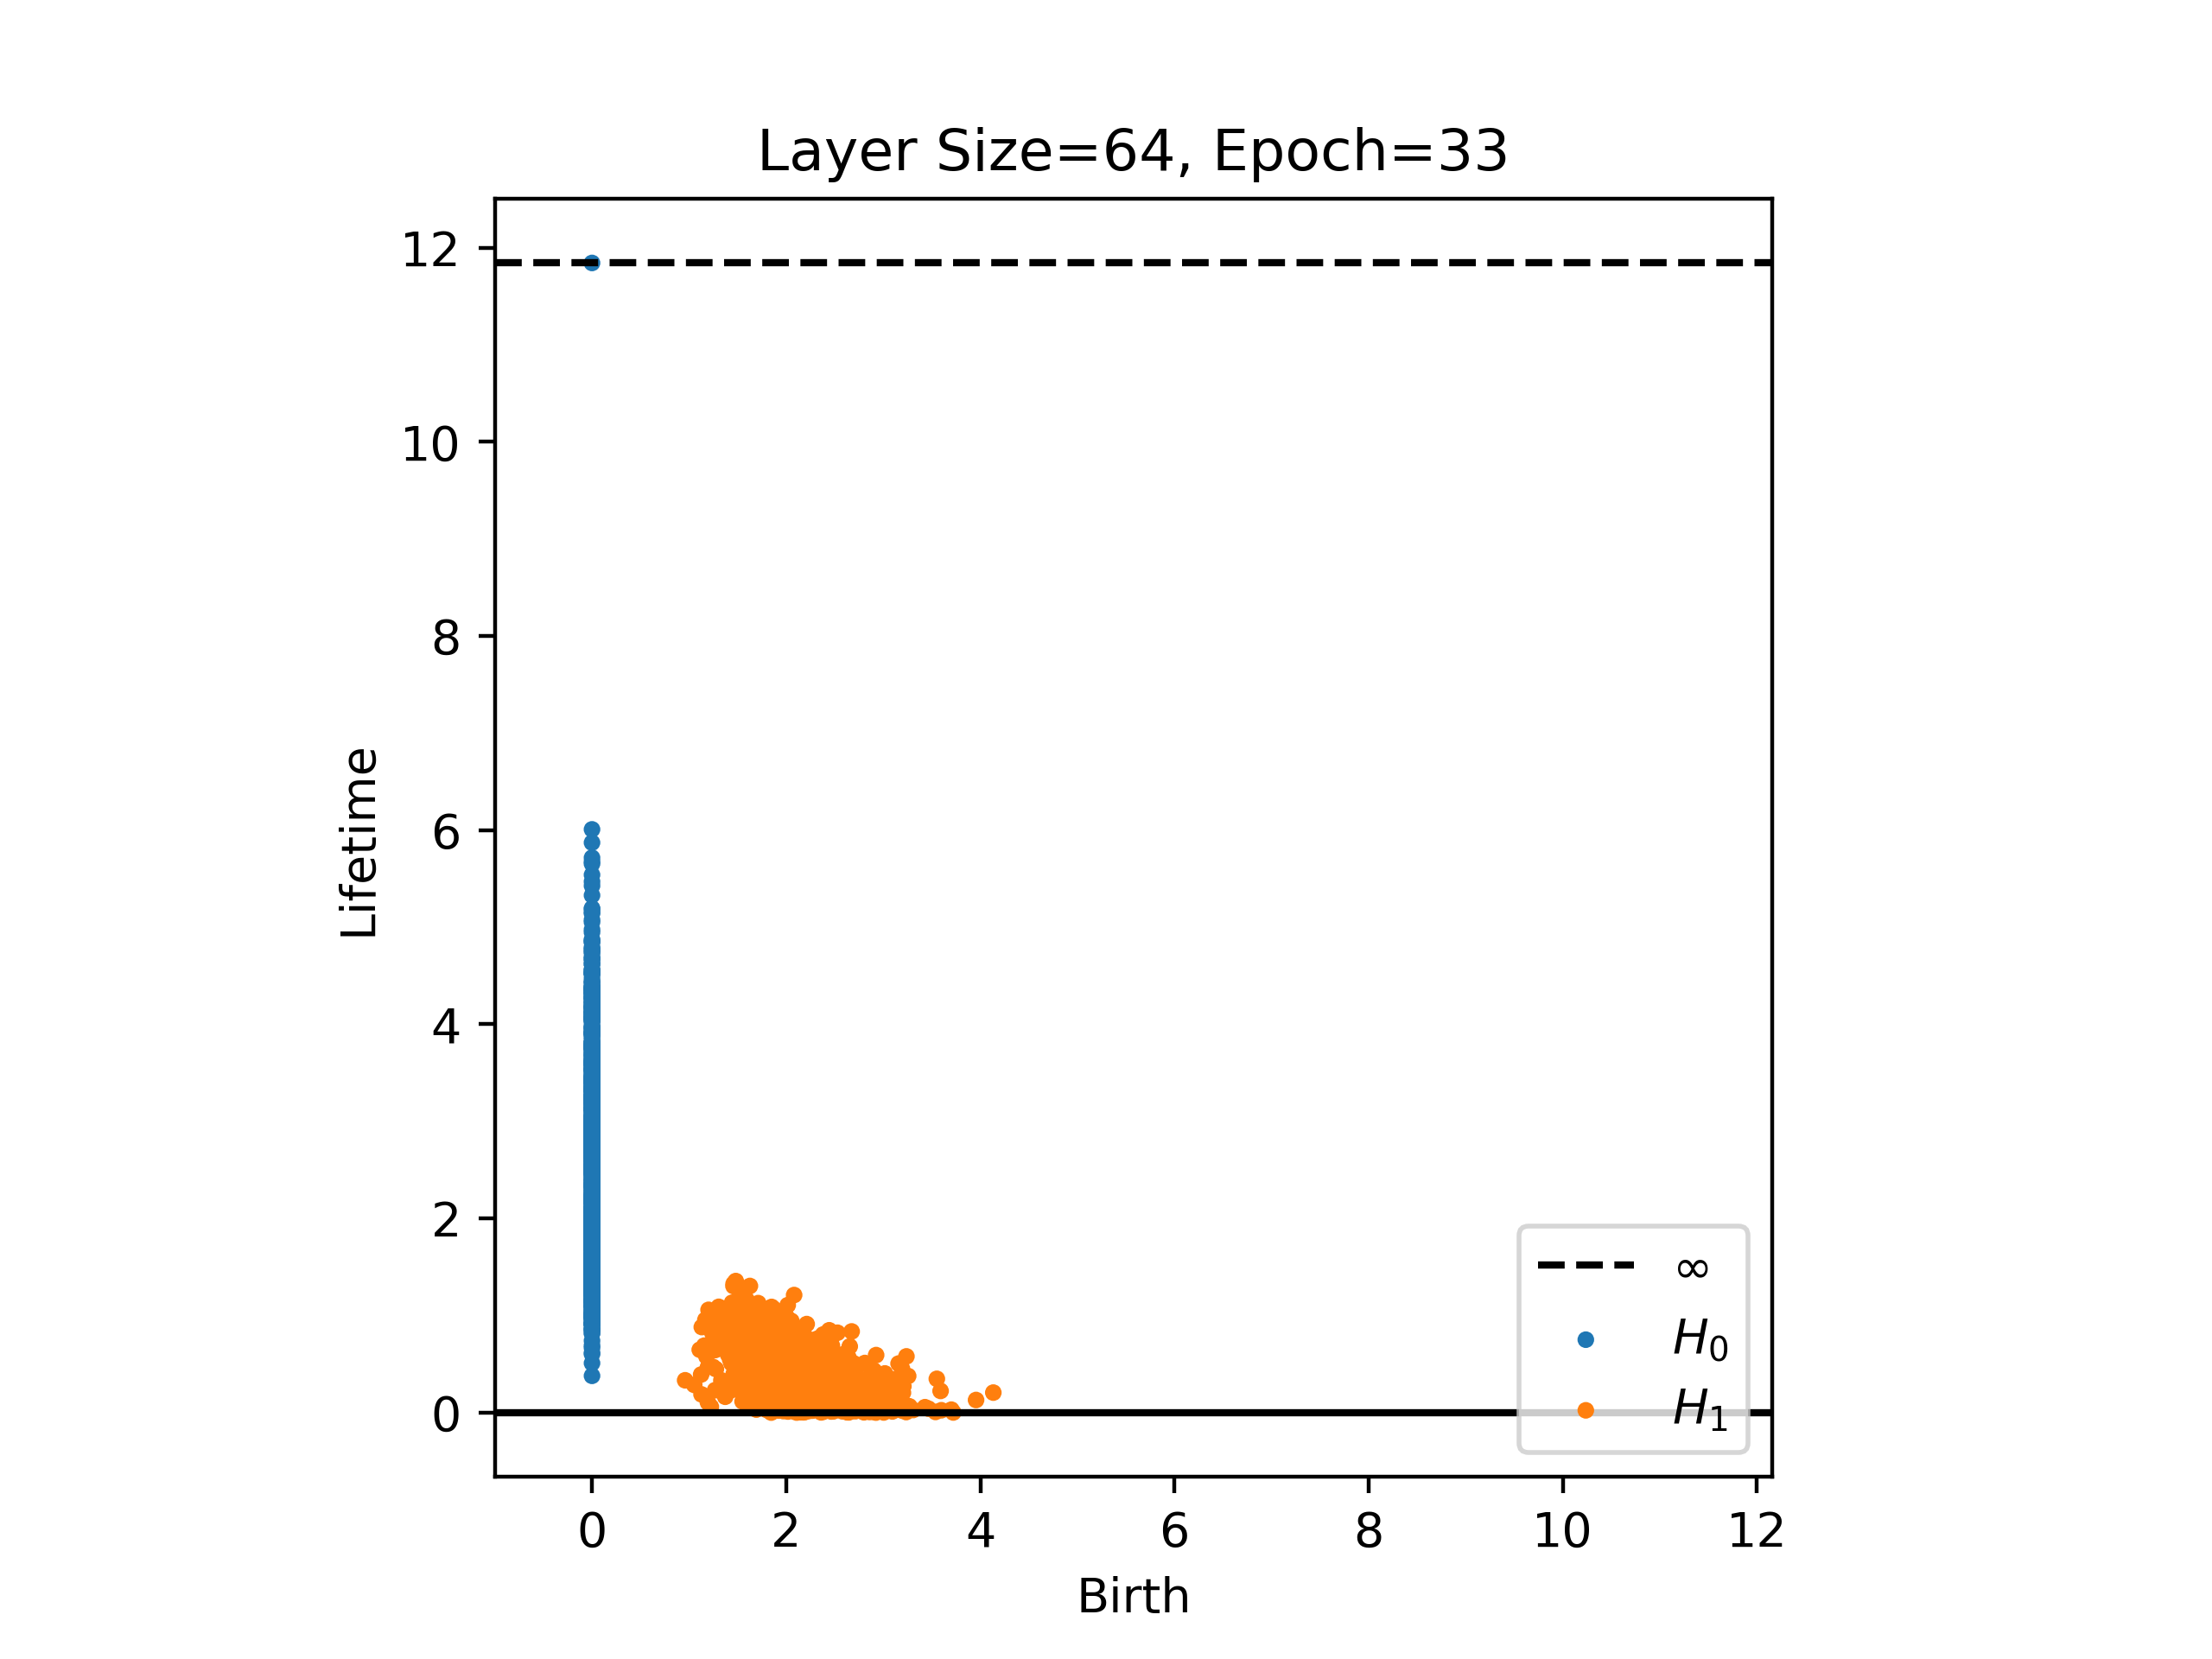 Layer Size=64, Epoch=33
12
10
8
6
4
2
0
Lifetime
∞
H₀
H₁
0 2 4 6 8 10 12
Birth